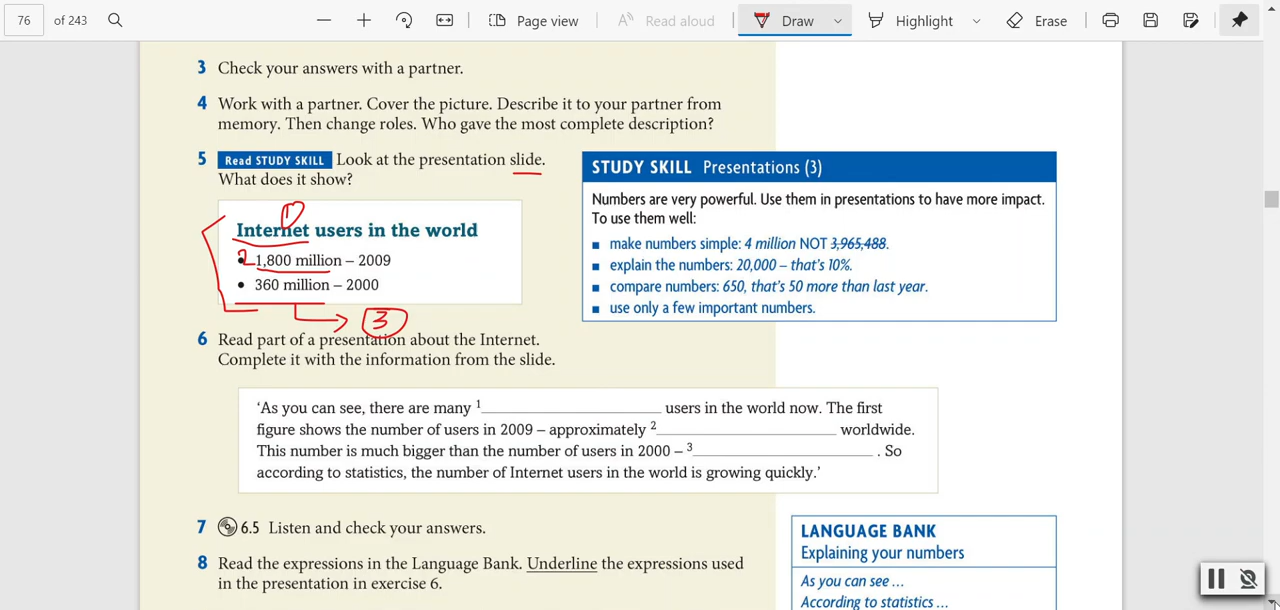 76 of 243 Page view Read aloud Draw Highlight Erase
3 Check your answers with a partner.
4 Work with a partner. Cover the picture. Describe it to your partner from
memory. Then change roles. Who gave the most complete description?
5 Read STUDY SKILL Look at the presentation slide.
What does it show?
1
Internet users in the world
2
• 1,800 million – 2009
• 360 million – 2000
3
STUDY SKILL Presentations (3)
Numbers are very powerful. Use them in presentations to have more impact.
To use them well:
■ make numbers simple: 4 million NOT 3,965,488.
■ explain the numbers: 20,000 – that's 10%.
■ compare numbers: 650, that's 50 more than last year.
■ use only a few important numbers.
6 Read part of a presentation about the Internet.
Complete it with the information from the slide.
'As you can see, there are many 1____________________ users in the world now. The first
figure shows the number of users in 2009 – approximately 2____________________ worldwide.
This number is much bigger than the number of users in 2000 – 3____________________ . So
according to statistics, the number of Internet users in the world is growing quickly.'
7 6.5 Listen and check your answers.
8 Read the expressions in the Language Bank. Underline the expressions used
in the presentation in exercise 6.
LANGUAGE BANK
Explaining your numbers
As you can see ...
According to statistics ...